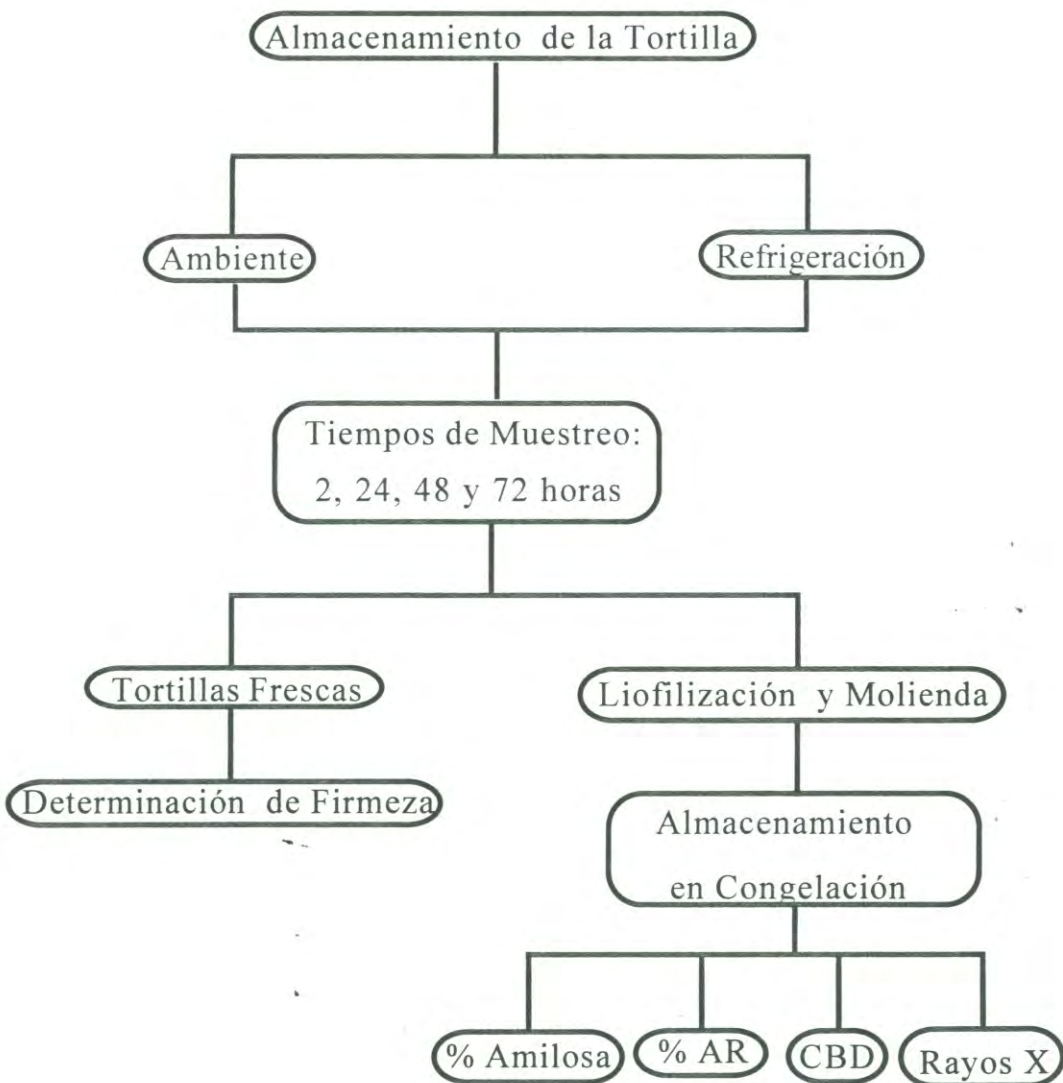 Almacenamiento de la Tortilla
Ambiente
Refrigeración
Tiempos de Muestreo:
2, 24, 48 y 72 horas
Tortillas Frescas
Liofilización y Molienda
Determinación de Firmeza
Almacenamiento
en Congelación
% Amilosa
% AR
CBD
Rayos X